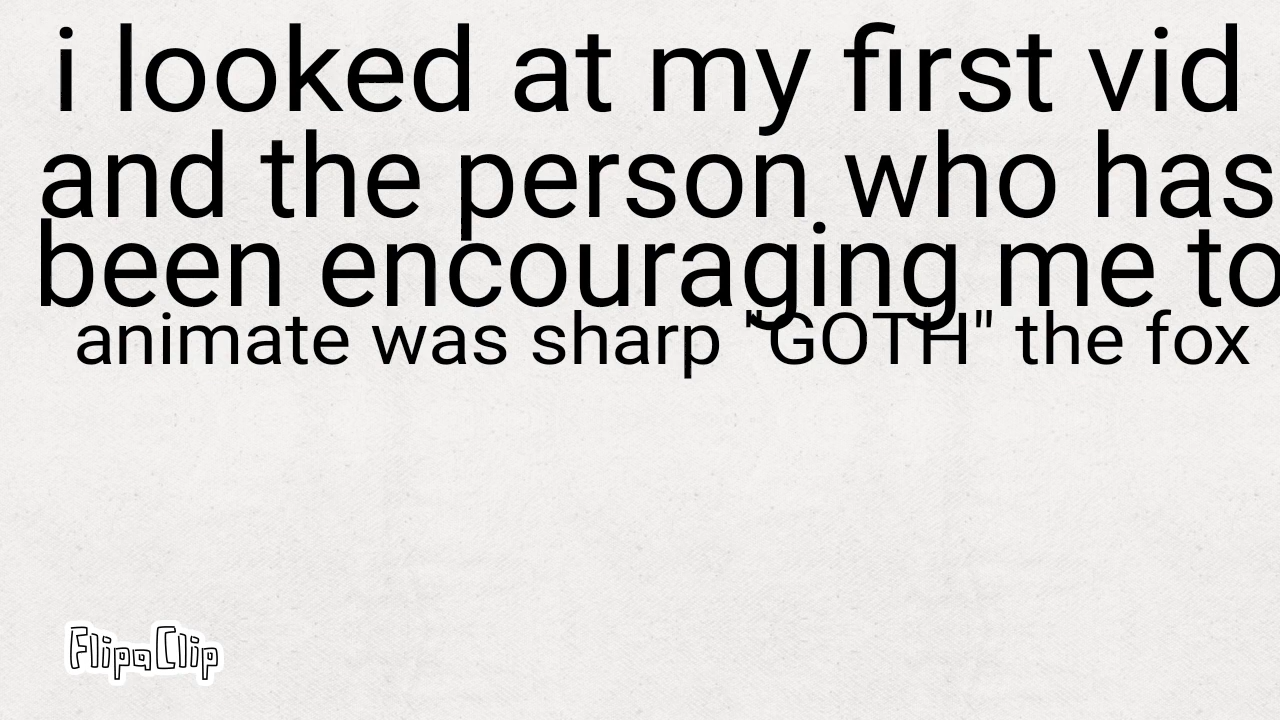 i looked at my first vid
and the person who has
been encouraging me to
animate was sharp "GOTH" the fox
FlipaClip